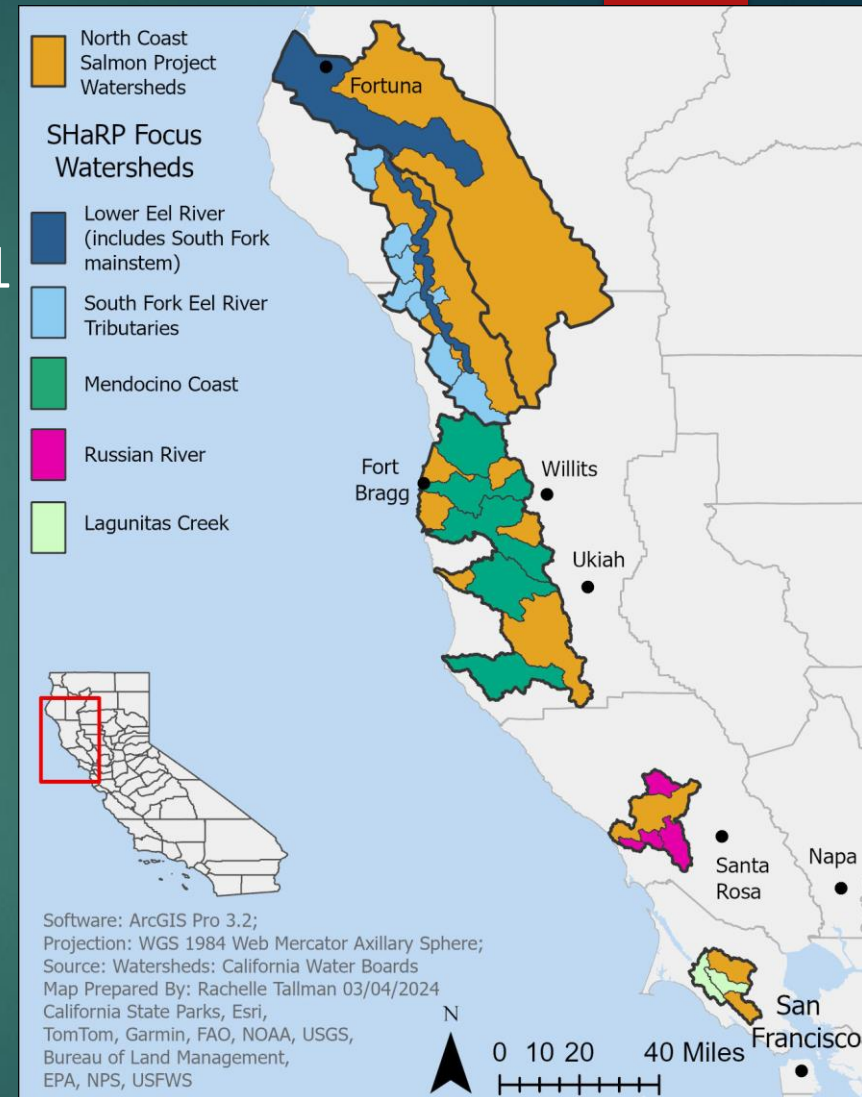 North Coast
Salmon Project
Watersheds
SHaRP Focus
Watersheds
Lower Eel River
(includes South Fork
mainstem)
South Fork Eel River
Tributaries
Mendocino Coast
Russian River
Lagunitas Creek
Fortuna
Fort
Bragg
Willits
Ukiah
Santa
Rosa
Napa
San
Francisco
Software: ArcGIS Pro 3.2;
Projection: WGS 1984 Web Mercator Axillary Sphere;
Source: Watersheds: California Water Boards
Map Prepared By: Rachelle Tallman 03/04/2024
California State Parks, Esri,
TomTom, Garmin, FAO, NOAA, USGS,
Bureau of Land Management,
EPA, NPS, USFWS
N
0 10 20 40 Miles